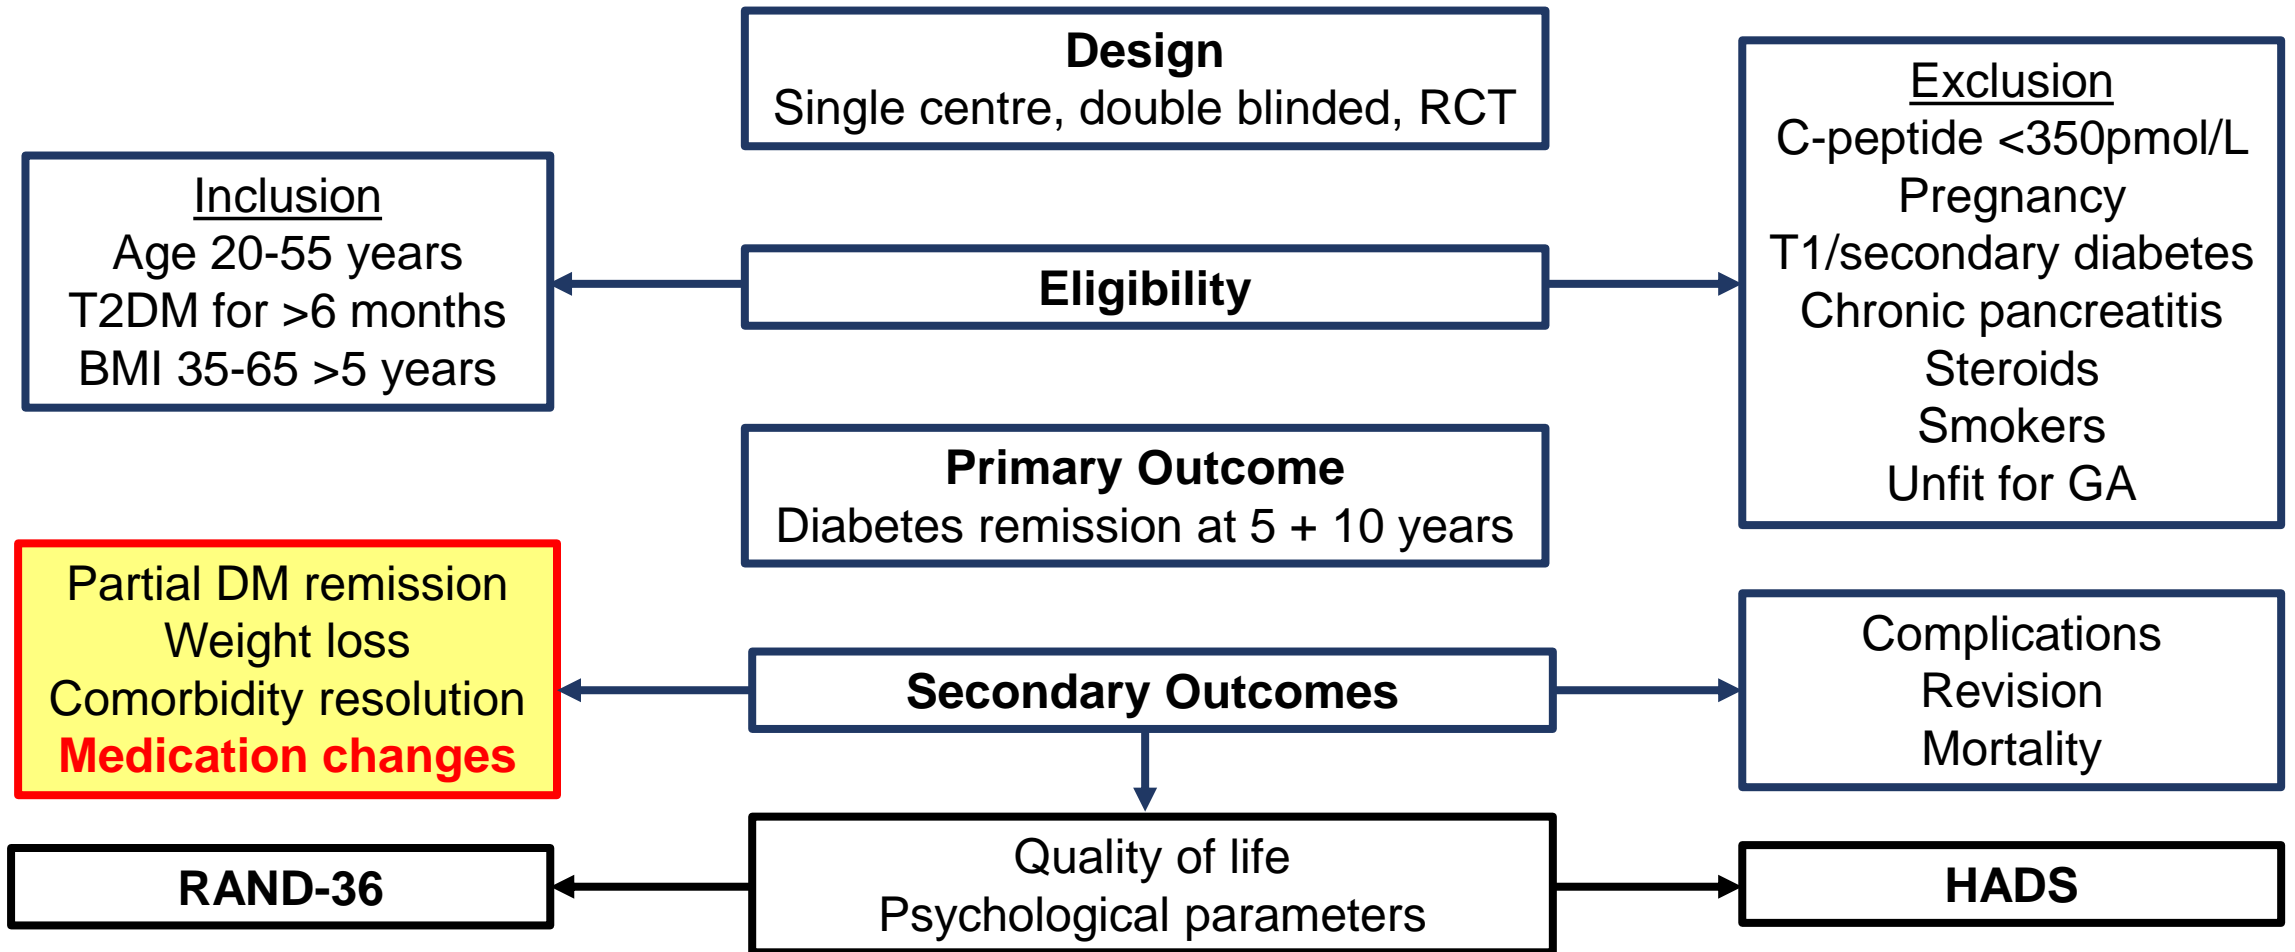 Design
Single centre, double blinded, RCT
Inclusion
Age 20-55 years
T2DM for >6 months
BMI 35-65 >5 years
Eligibility
Exclusion
C-peptide <350pmol/L
Pregnancy
T1/secondary diabetes
Chronic pancreatitis
Steroids
Smokers
Unfit for GA
Primary Outcome
Diabetes remission at 5 + 10 years
Partial DM remission
Weight loss
Comorbidity resolution
Medication changes
Secondary Outcomes
Complications
Revision
Mortality
RAND-36
Quality of life
Psychological parameters
HADS